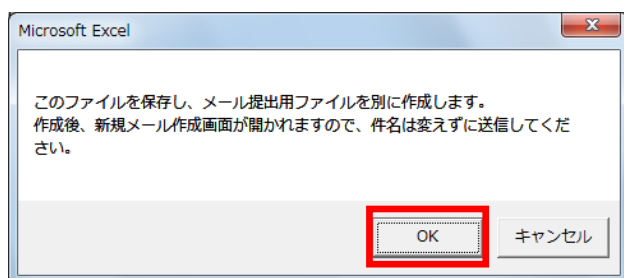 Microsoft Excel
このファイルを保存し、メール提出用ファイルを別に作成します。
作成後、新規メール作成画面が開かれますので、件名は変えずに送信してくだ
さい。
OK
キャンセル